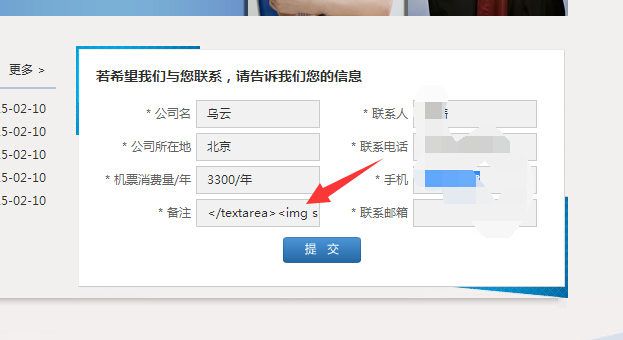 更多 >
5-02-10
5-02-10
5-02-10
5-02-10
5-02-10
若希望我们与您联系，请告诉我们您的信息
* 公司名 乌云 * 联系人
* 公司所在地 北京 * 联系电话
* 机票消费量/年 3300/年 * 手机
* 备注 </textarea><img s * 联系邮箱
提 交